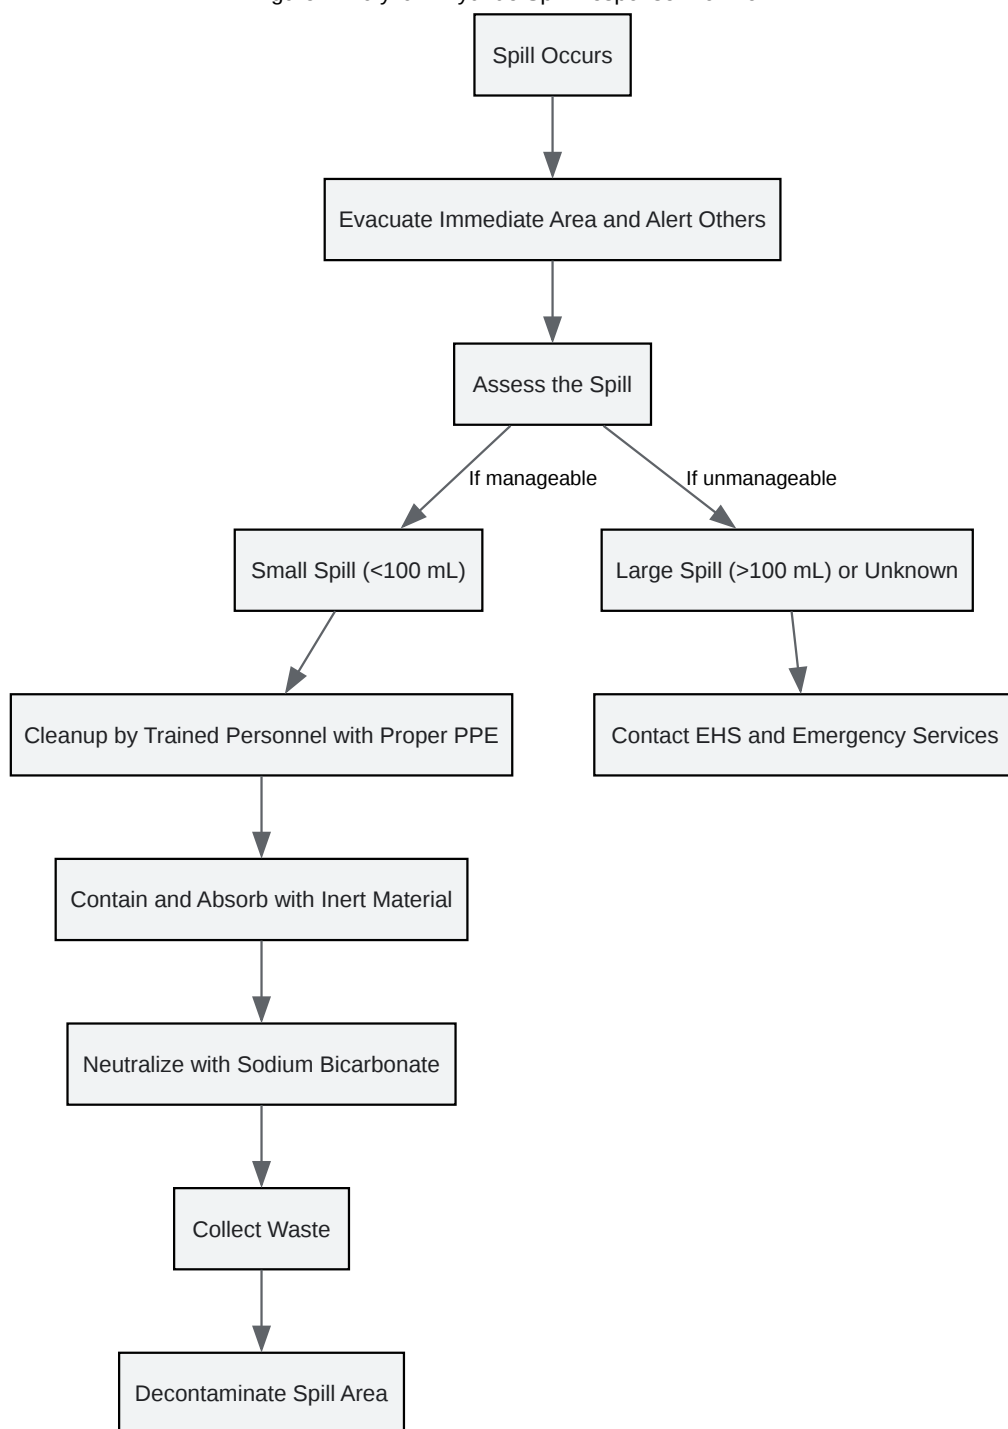 Spill Occurs
Evacuate Immediate Area and Alert Others
Assess the Spill
If manageable
If unmanageable
Small Spill (<100 mL)
Large Spill (>100 mL) or Unknown
Cleanup by Trained Personnel with Proper PPE
Contact EHS and Emergency Services
Contain and Absorb with Inert Material
Neutralize with Sodium Bicarbonate
Collect Waste
Decontaminate Spill Area